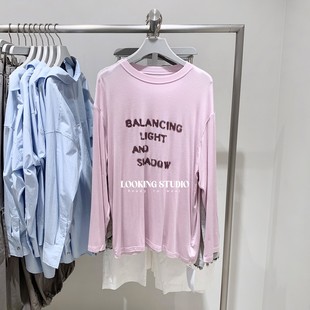 BALANCING
LIGHT
AND
SHADOW
LOOKING STUDIO